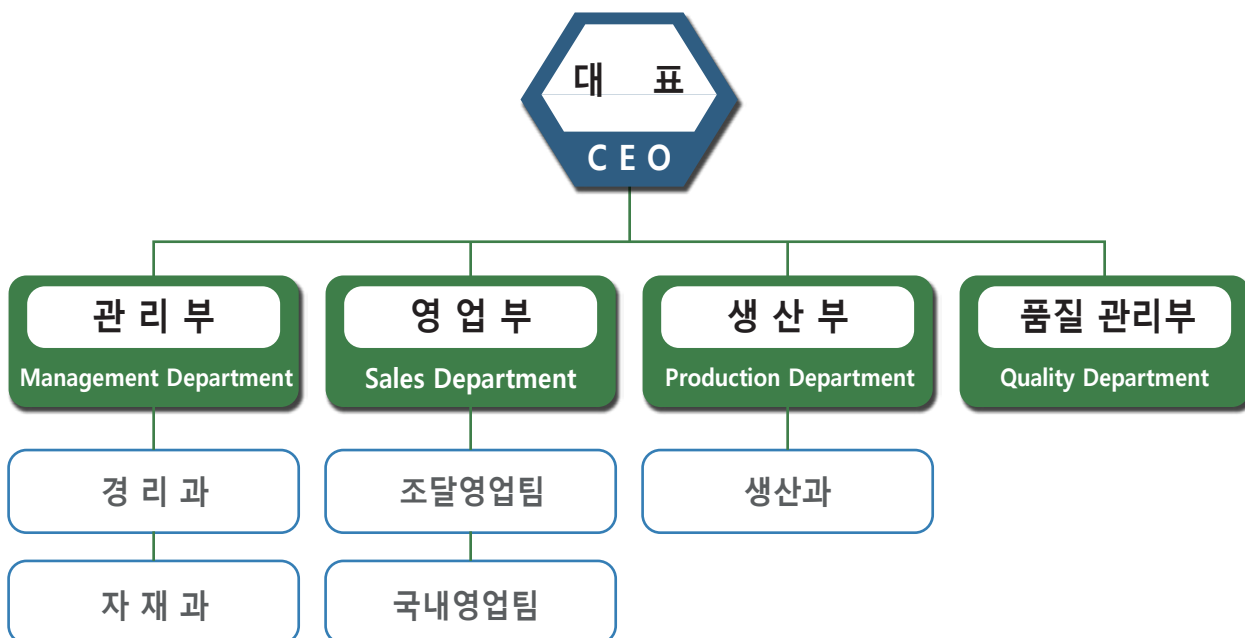 대 표
CEO
관 리 부
Management Department
영 업 부
Sales Department
생 산 부
Production Department
품질 관리부
Quality Department
경 리 과
조달영업팀
생산과
자 재 과
국내영업팀